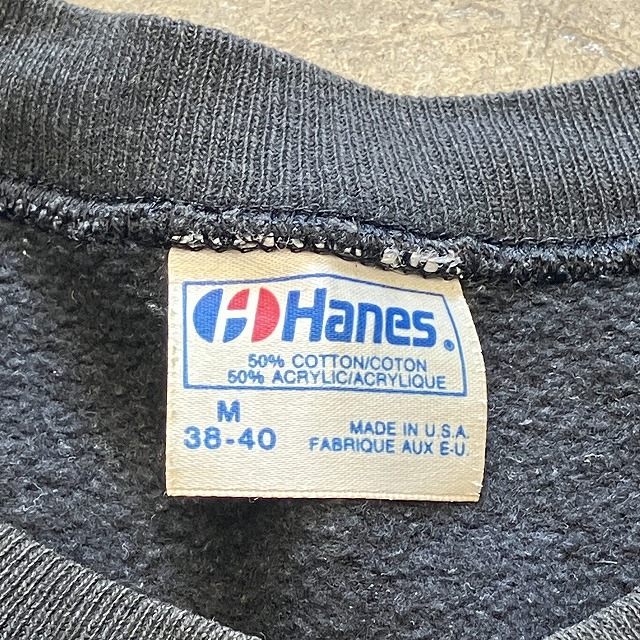 Hanes®
50% COTTON/COTON
50% ACRYLIC/ACRYLIQUE
M
38-40
MADE IN U.S.A.
FABRIQUE AUX E-U.